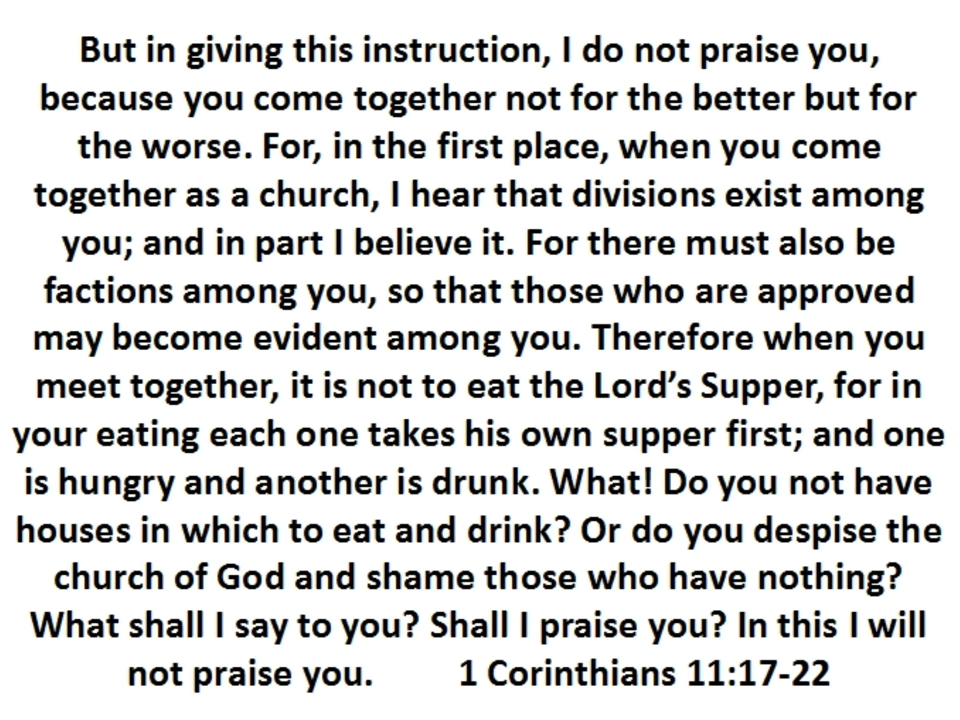 But in giving this instruction, I do not praise you,
because you come together not for the better but for
the worse. For, in the first place, when you come
together as a church, I hear that divisions exist among
you; and in part I believe it. For there must also be
factions among you, so that those who are approved
may become evident among you. Therefore when you
meet together, it is not to eat the Lord’s Supper, for in
your eating each one takes his own supper first; and one
is hungry and another is drunk. What! Do you not have
houses in which to eat and drink? Or do you despise the
church of God and shame those who have nothing?
What shall I say to you? Shall I praise you? In this I will
not praise you. 1 Corinthians 11:17-22